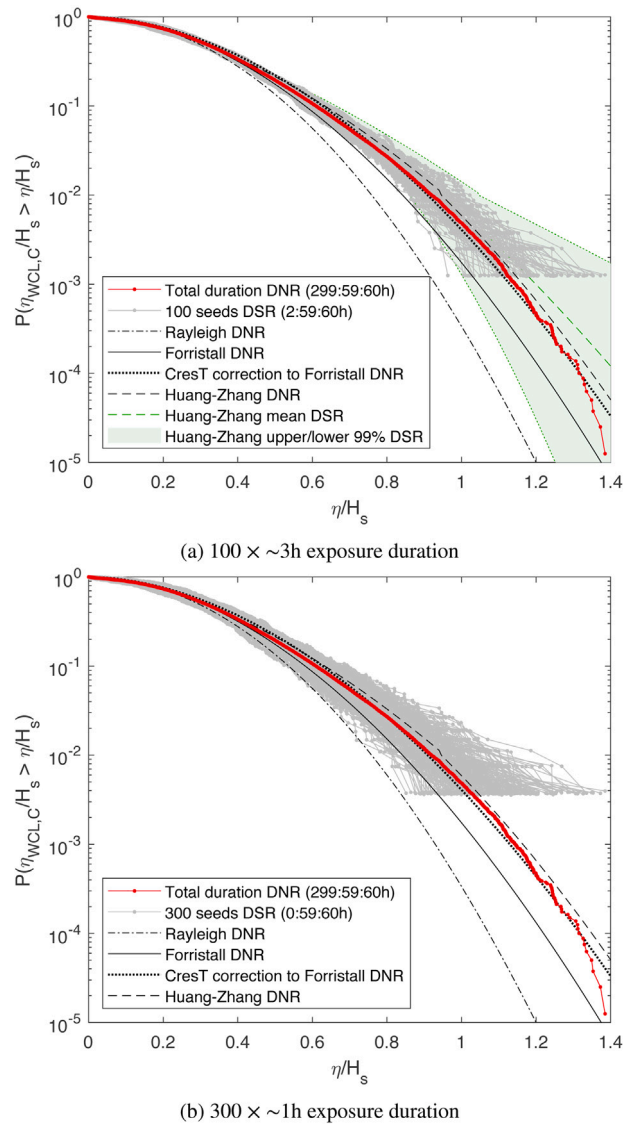 10^0
10^-1
10^-2
10^-3
10^-4
10^-5
P(η_WCL,C/H_s > η/H_s)
Total duration DNR (299:59:60h)
100 seeds DSR (2:59:60h)
Rayleigh DNR
Forristall DNR
CresT correction to Forristall DNR
Huang-Zhang DNR
Huang-Zhang mean DSR
Huang-Zhang upper/lower 99% DSR
0 0.2 0.4 0.6 0.8 1 1.2 1.4
η/H_s
(a) 100 × ~3h exposure duration
10^0
10^-1
10^-2
10^-3
10^-4
10^-5
P(η_WCL,C/H_s > η/H_s)
Total duration DNR (299:59:60h)
300 seeds DSR (0:59:60h)
Rayleigh DNR
Forristall DNR
CresT correction to Forristall DNR
Huang-Zhang DNR
0 0.2 0.4 0.6 0.8 1 1.2 1.4
η/H_s
(b) 300 × ~1h exposure duration